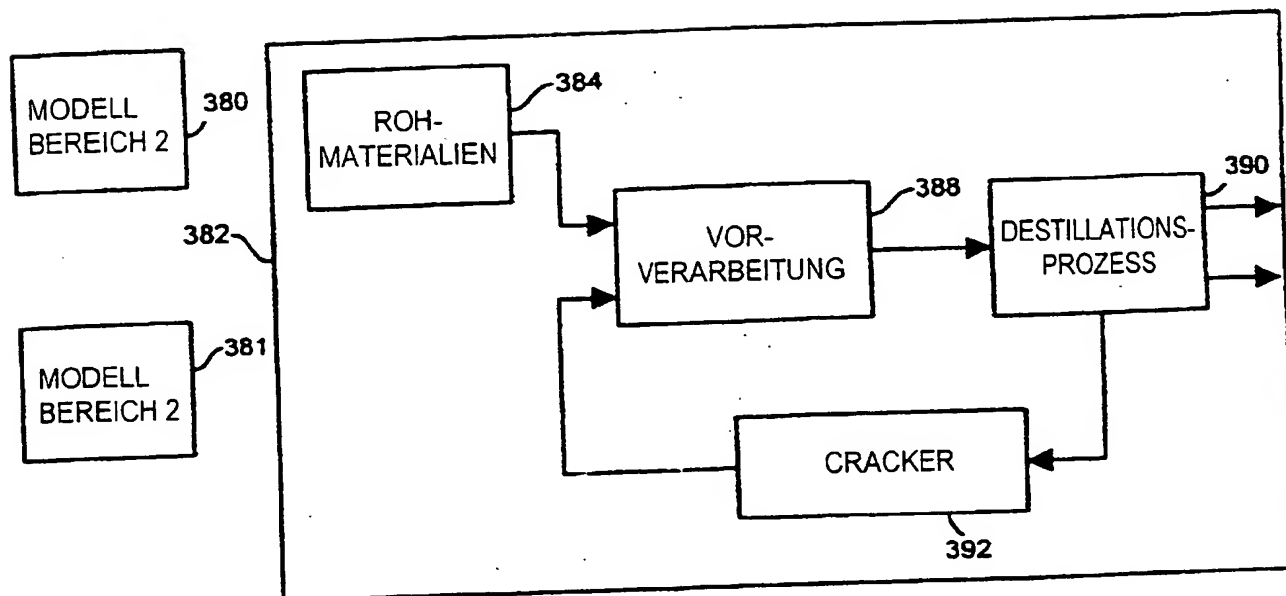 MODELL
BEREICH 2
380
382
MODELL
BEREICH 2
381
ROH-
MATERIALIEN
384
VOR-
VERARBEITUNG
388
DESTILLATIONS-
PROZESS
390
CRACKER
392